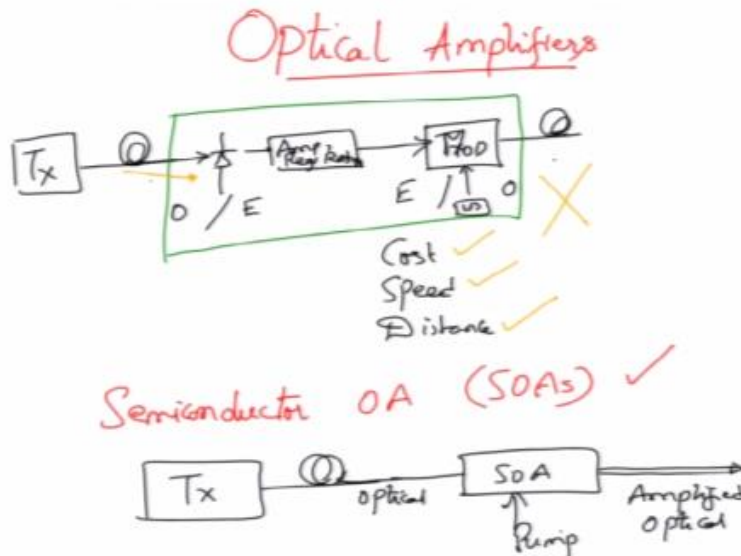 Optical Amplifiers
Tx
Amp
MOD
O / E
E / O
Cost
Speed
Distance
Semiconductor OA (SOAs)
Tx
optical
SOA
Amplified
Optical
Pump